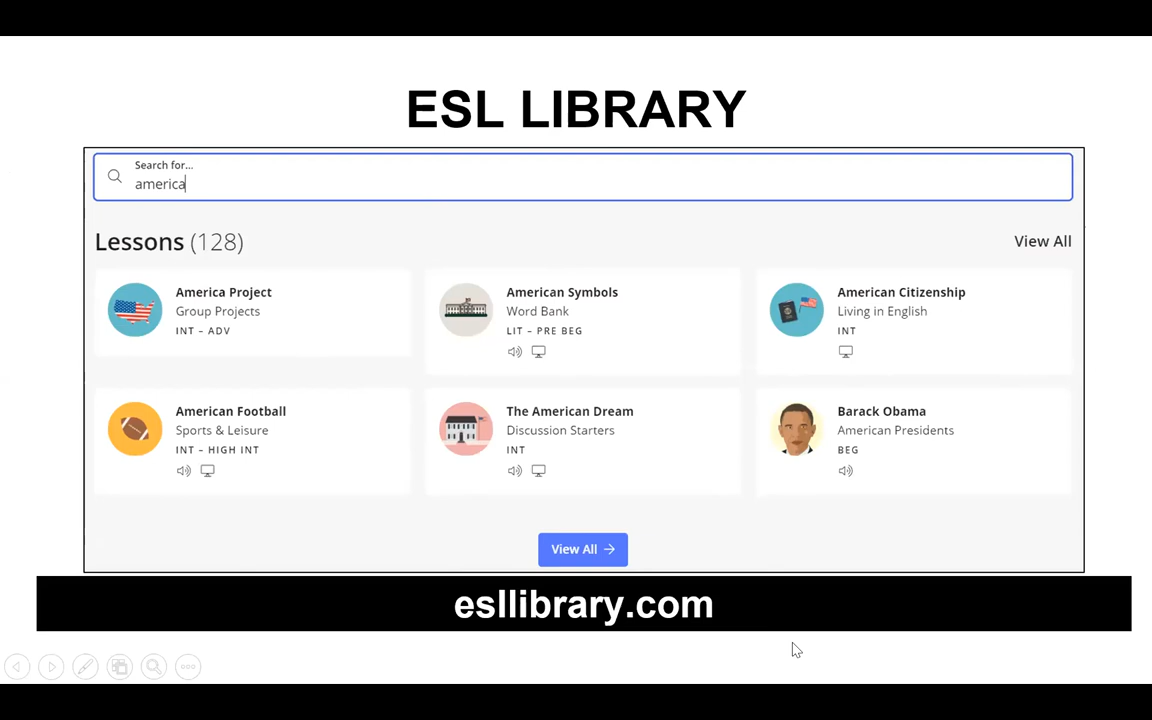 ESL LIBRARY
Search for...
america
Lessons (128)
View All
America Project
Group Projects
INT – ADV
American Symbols
Word Bank
LIT – PRE BEG
American Citizenship
Living in English
INT
American Football
Sports & Leisure
INT – HIGH INT
The American Dream
Discussion Starters
INT
Barack Obama
American Presidents
BEG
View All
esllibrary.com